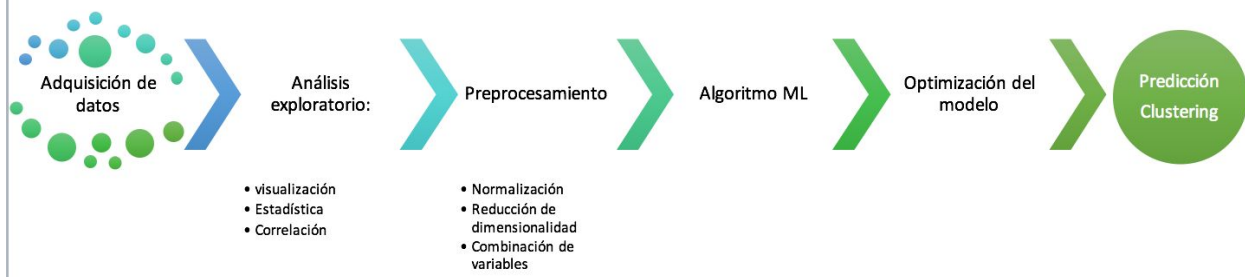 Adquisición de
datos
Análisis
exploratorio:
• visualización
• Estadística
• Correlación
Preprocesamiento
• Normalización
• Reducción de
dimensionalidad
• Combinación de
variables
Algoritmo ML
Optimización del
modelo
Predicción
Clustering